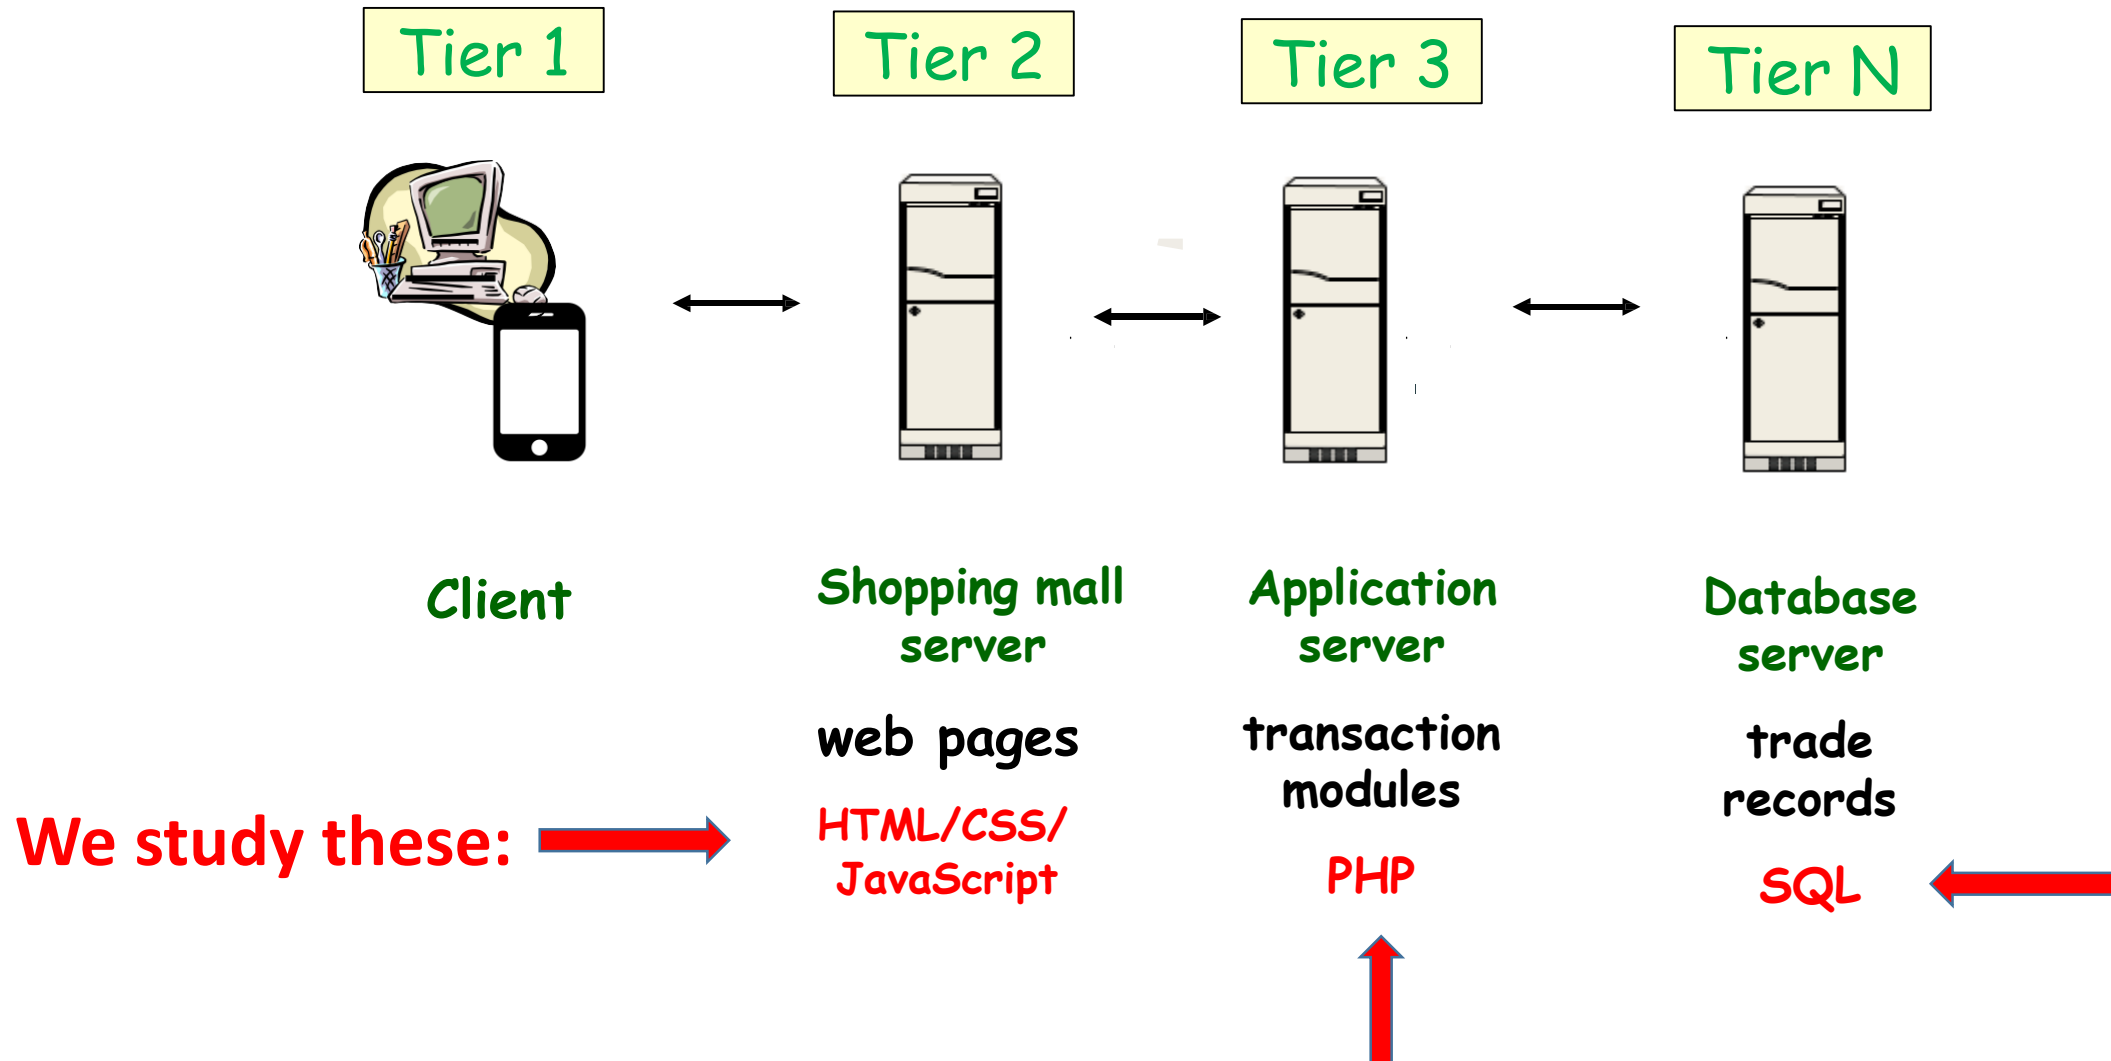 Tier 1
Tier 2
Tier 3
Tier N
Client
Shopping mall
server
Application
server
Database
server
web pages
transaction
modules
trade
records
We study these:
HTML/CSS/
JavaScript
PHP
SQL